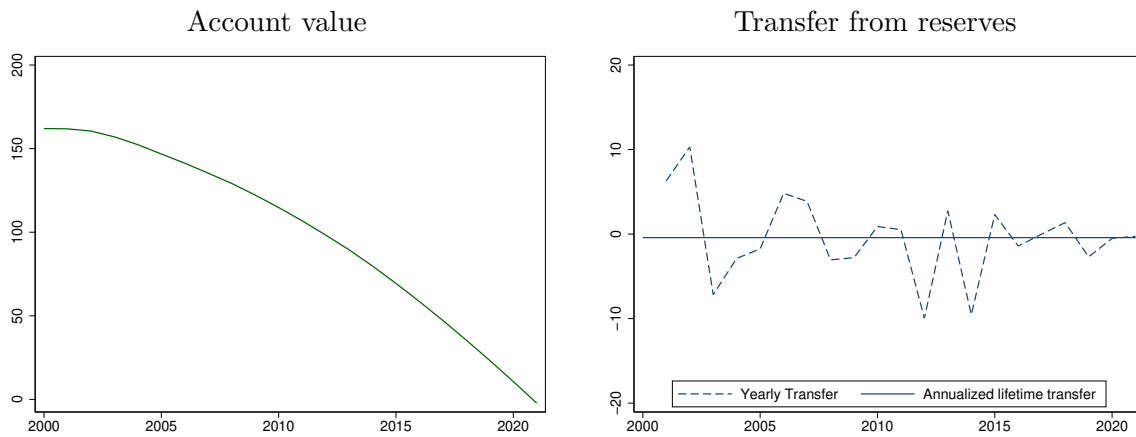 Account value
200
150
100
50
0
2000 2005 2010 2015 2020
Transfer from reserves
20
10
0
−10
−20
Yearly Transfer
Annualized lifetime transfer
2000 2005 2010 2015 2020